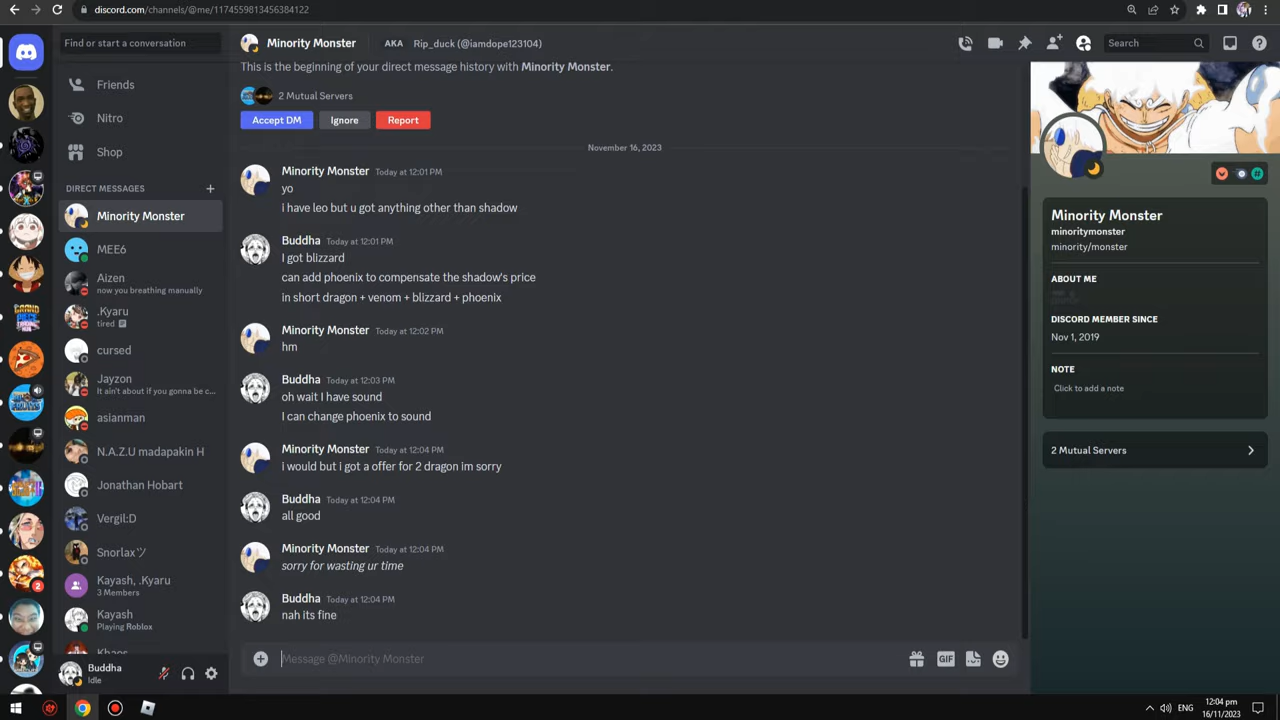 discord.com/channels/@me/1174559813456384122
Find or start a conversation
Minority Monster
AKA Rip_duck (@iamdope123104)
Search
Friends
Nitro
Shop
DIRECT MESSAGES
Minority Monster
MEE6
Aizen
now you breathing manually
.Kyaru
tired
cursed
Jayzon
It ain't about if you gonna be c...
asianman
N.A.Z.U madapakin H
Jonathan Hobart
Vergil:D
Snorlaxツ
Kayash, .Kyaru
3 Members
Kayash
Playing Roblox
Khaos
Buddha
Idle
This is the beginning of your direct message history with Minority Monster.
2 Mutual Servers
Accept DM
Ignore
Report
November 16, 2023
Minority Monster Today at 12:01 PM
yo
i have leo but u got anything other than shadow
Buddha Today at 12:01 PM
I got blizzard
can add phoenix to compensate the shadow's price
in short dragon + venom + blizzard + phoenix
Minority Monster Today at 12:02 PM
hm
Buddha Today at 12:03 PM
oh wait I have sound
I can change phoenix to sound
Minority Monster Today at 12:04 PM
i would but i got a offer for 2 dragon im sorry
Buddha Today at 12:04 PM
all good
Minority Monster Today at 12:04 PM
sorry for wasting ur time
Buddha Today at 12:04 PM
nah its fine
Message @Minority Monster
GIF
Minority Monster
minoritymonster
minority/monster
ABOUT ME
DISCORD MEMBER SINCE
Nov 1, 2019
NOTE
Click to add a note
2 Mutual Servers
2
ENG
12:04 pm
16/11/2023